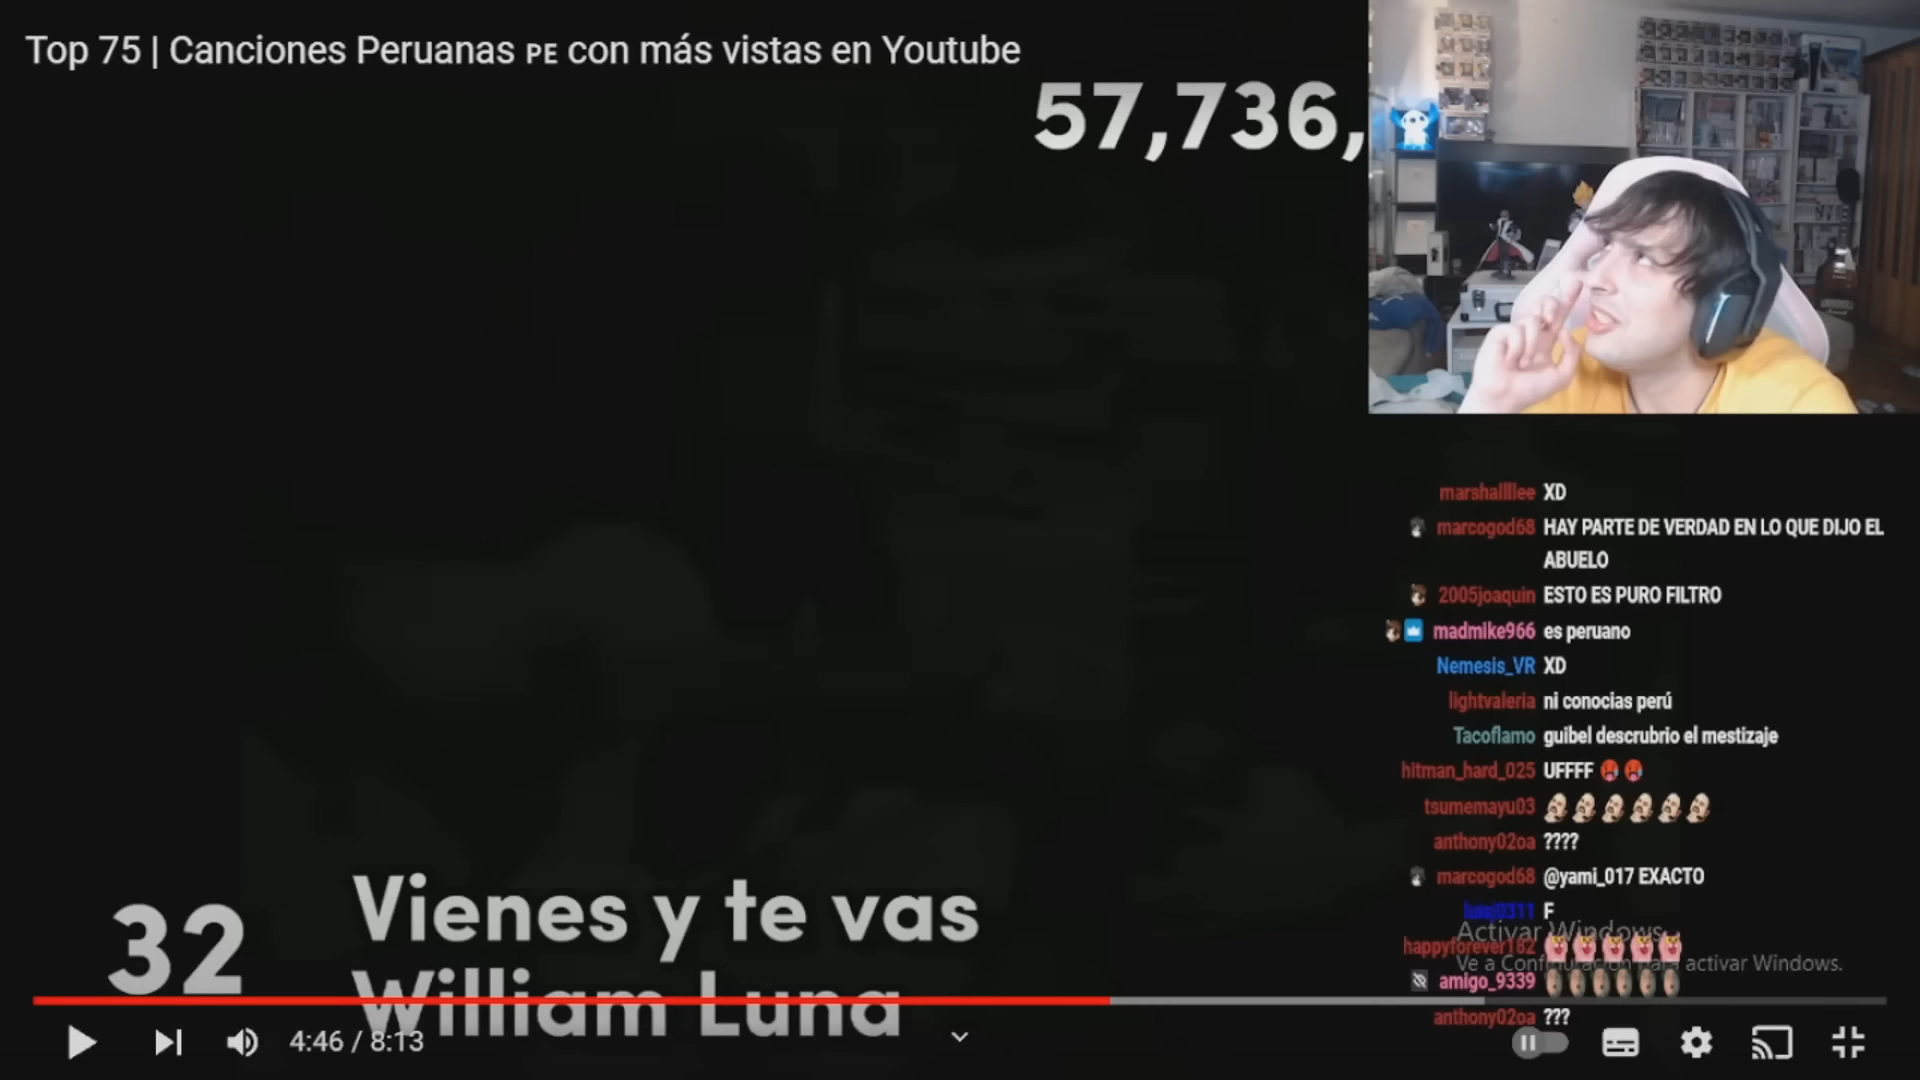 Top 75 | Canciones Peruanas PE con más vistas en Youtube
57,736,
marshallllee XD
marcogod68 HAY PARTE DE VERDAD EN LO QUE DIJO EL
ABUELO
2005joaquin ESTO ES PURO FILTRO
madmike966 es peruano
Nemesis_VR XD
lightvaleria ni conocias perú
Tacoflamo guibel descrubrio el mestizaje
hitman_hard_025 UFFFF
tsumemayu03
anthony02oa ????
marcogod68 @yami_017 EXACTO
F
Activar Windows
happyforever182
Ve a Configuración para activar Windows.
amigo_9339
anthony02oa ???
32
Vienes y te vas
William Luna
4:46 / 8:13